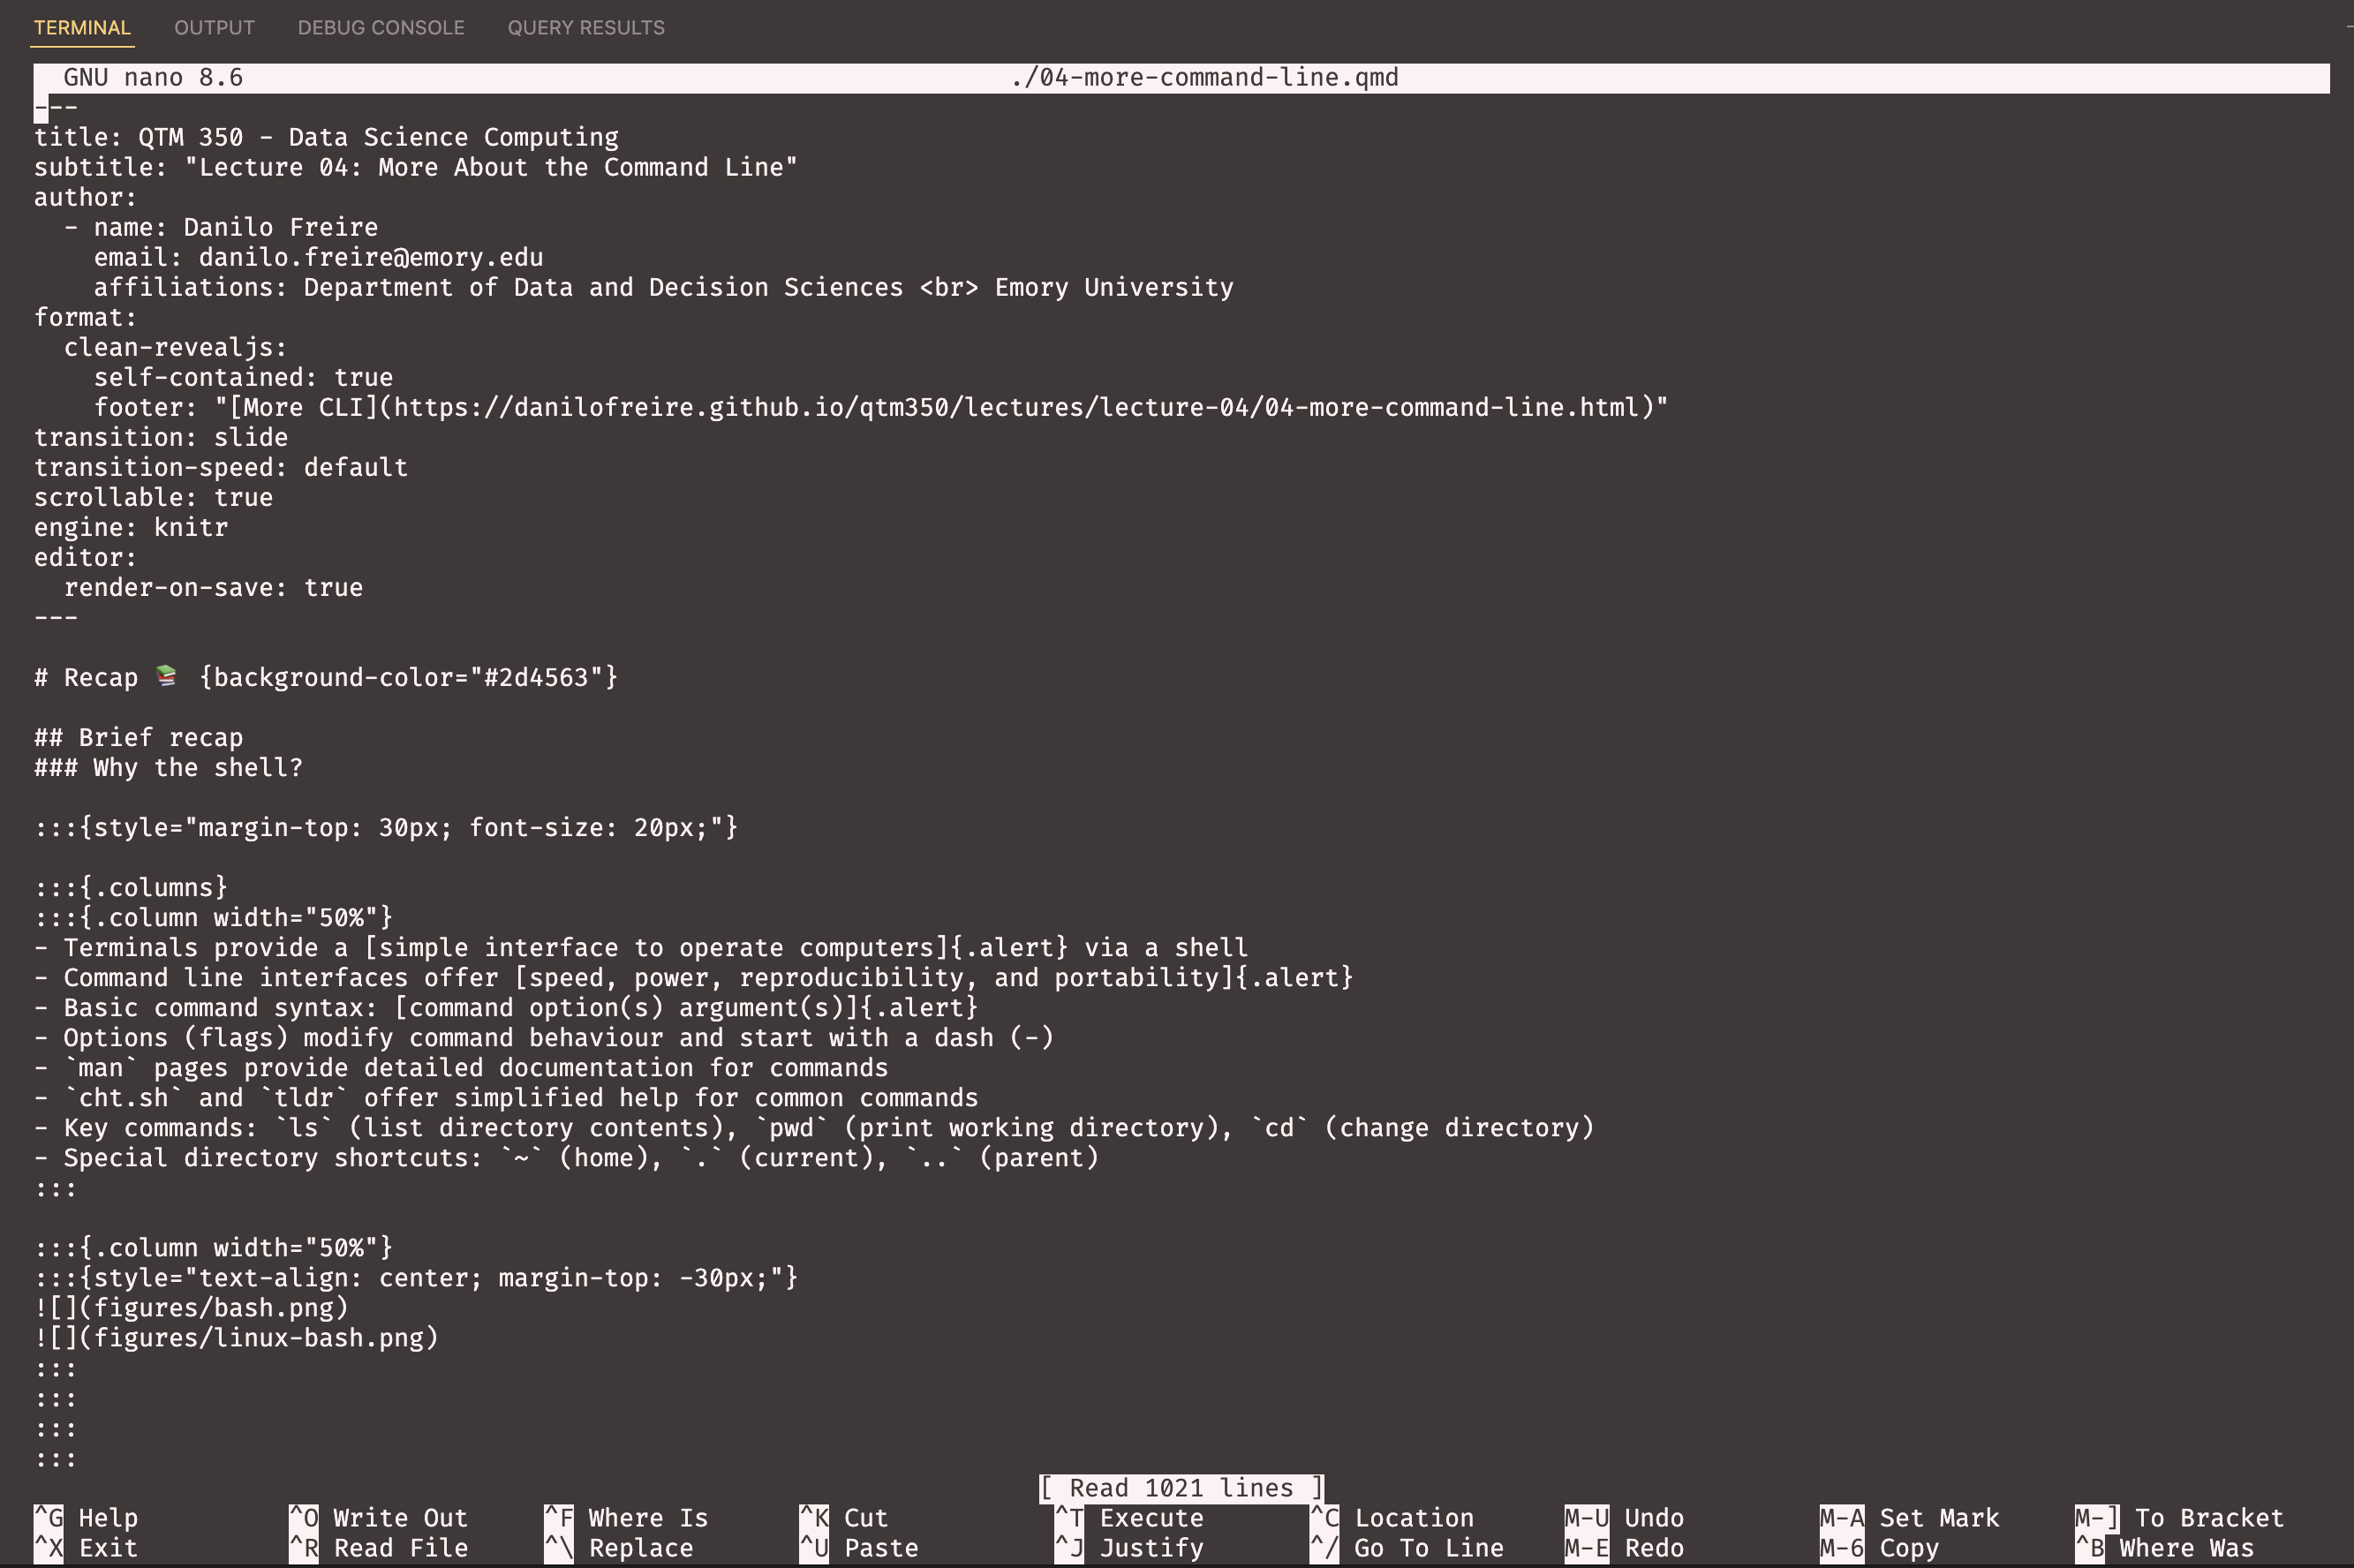 TERMINAL OUTPUT DEBUG CONSOLE QUERY RESULTS
GNU nano 8.6 ./04-more-command-line.qmd
---
title: QTM 350 - Data Science Computing
subtitle: "Lecture 04: More About the Command Line"
author:
  - name: Danilo Freire
    email: danilo.freire@emory.edu
    affiliations: Department of Data and Decision Sciences <br> Emory University
format:
  clean-revealjs:
    self-contained: true
    footer: "[More CLI](https://danilofreire.github.io/qtm350/lectures/lecture-04/04-more-command-line.html)"
transition: slide
transition-speed: default
scrollable: true
engine: knitr
editor:
  render-on-save: true
---
# Recap 📚 {background-color="#2d4563"}
## Brief recap
### Why the shell?
:::{style="margin-top: 30px; font-size: 20px;"}
:::{.columns}
:::{.column width="50%"}
- Terminals provide a [simple interface to operate computers]{.alert} via a shell
- Command line interfaces offer [speed, power, reproducibility, and portability]{.alert}
- Basic command syntax: [command option(s) argument(s)]{.alert}
- Options (flags) modify command behaviour and start with a dash (-)
- `man` pages provide detailed documentation for commands
- `cht.sh` and `tldr` offer simplified help for common commands
- Key commands: `ls` (list directory contents), `pwd` (print working directory), `cd` (change directory)
- Special directory shortcuts: `~` (home), `.` (current), `..` (parent)
:::
:::{.column width="50%"}
:::{style="text-align: center; margin-top: -30px;"}
![](figures/bash.png)
![](figures/linux-bash.png)
:::
:::
:::
:::
[ Read 1021 lines ]
^G Help ^O Write Out ^F Where Is ^K Cut ^T Execute ^C Location M-U Undo M-A Set Mark M-] To Bracket
^X Exit ^R Read File ^\ Replace ^U Paste ^J Justify ^/ Go To Line M-E Redo M-6 Copy ^B Where Was